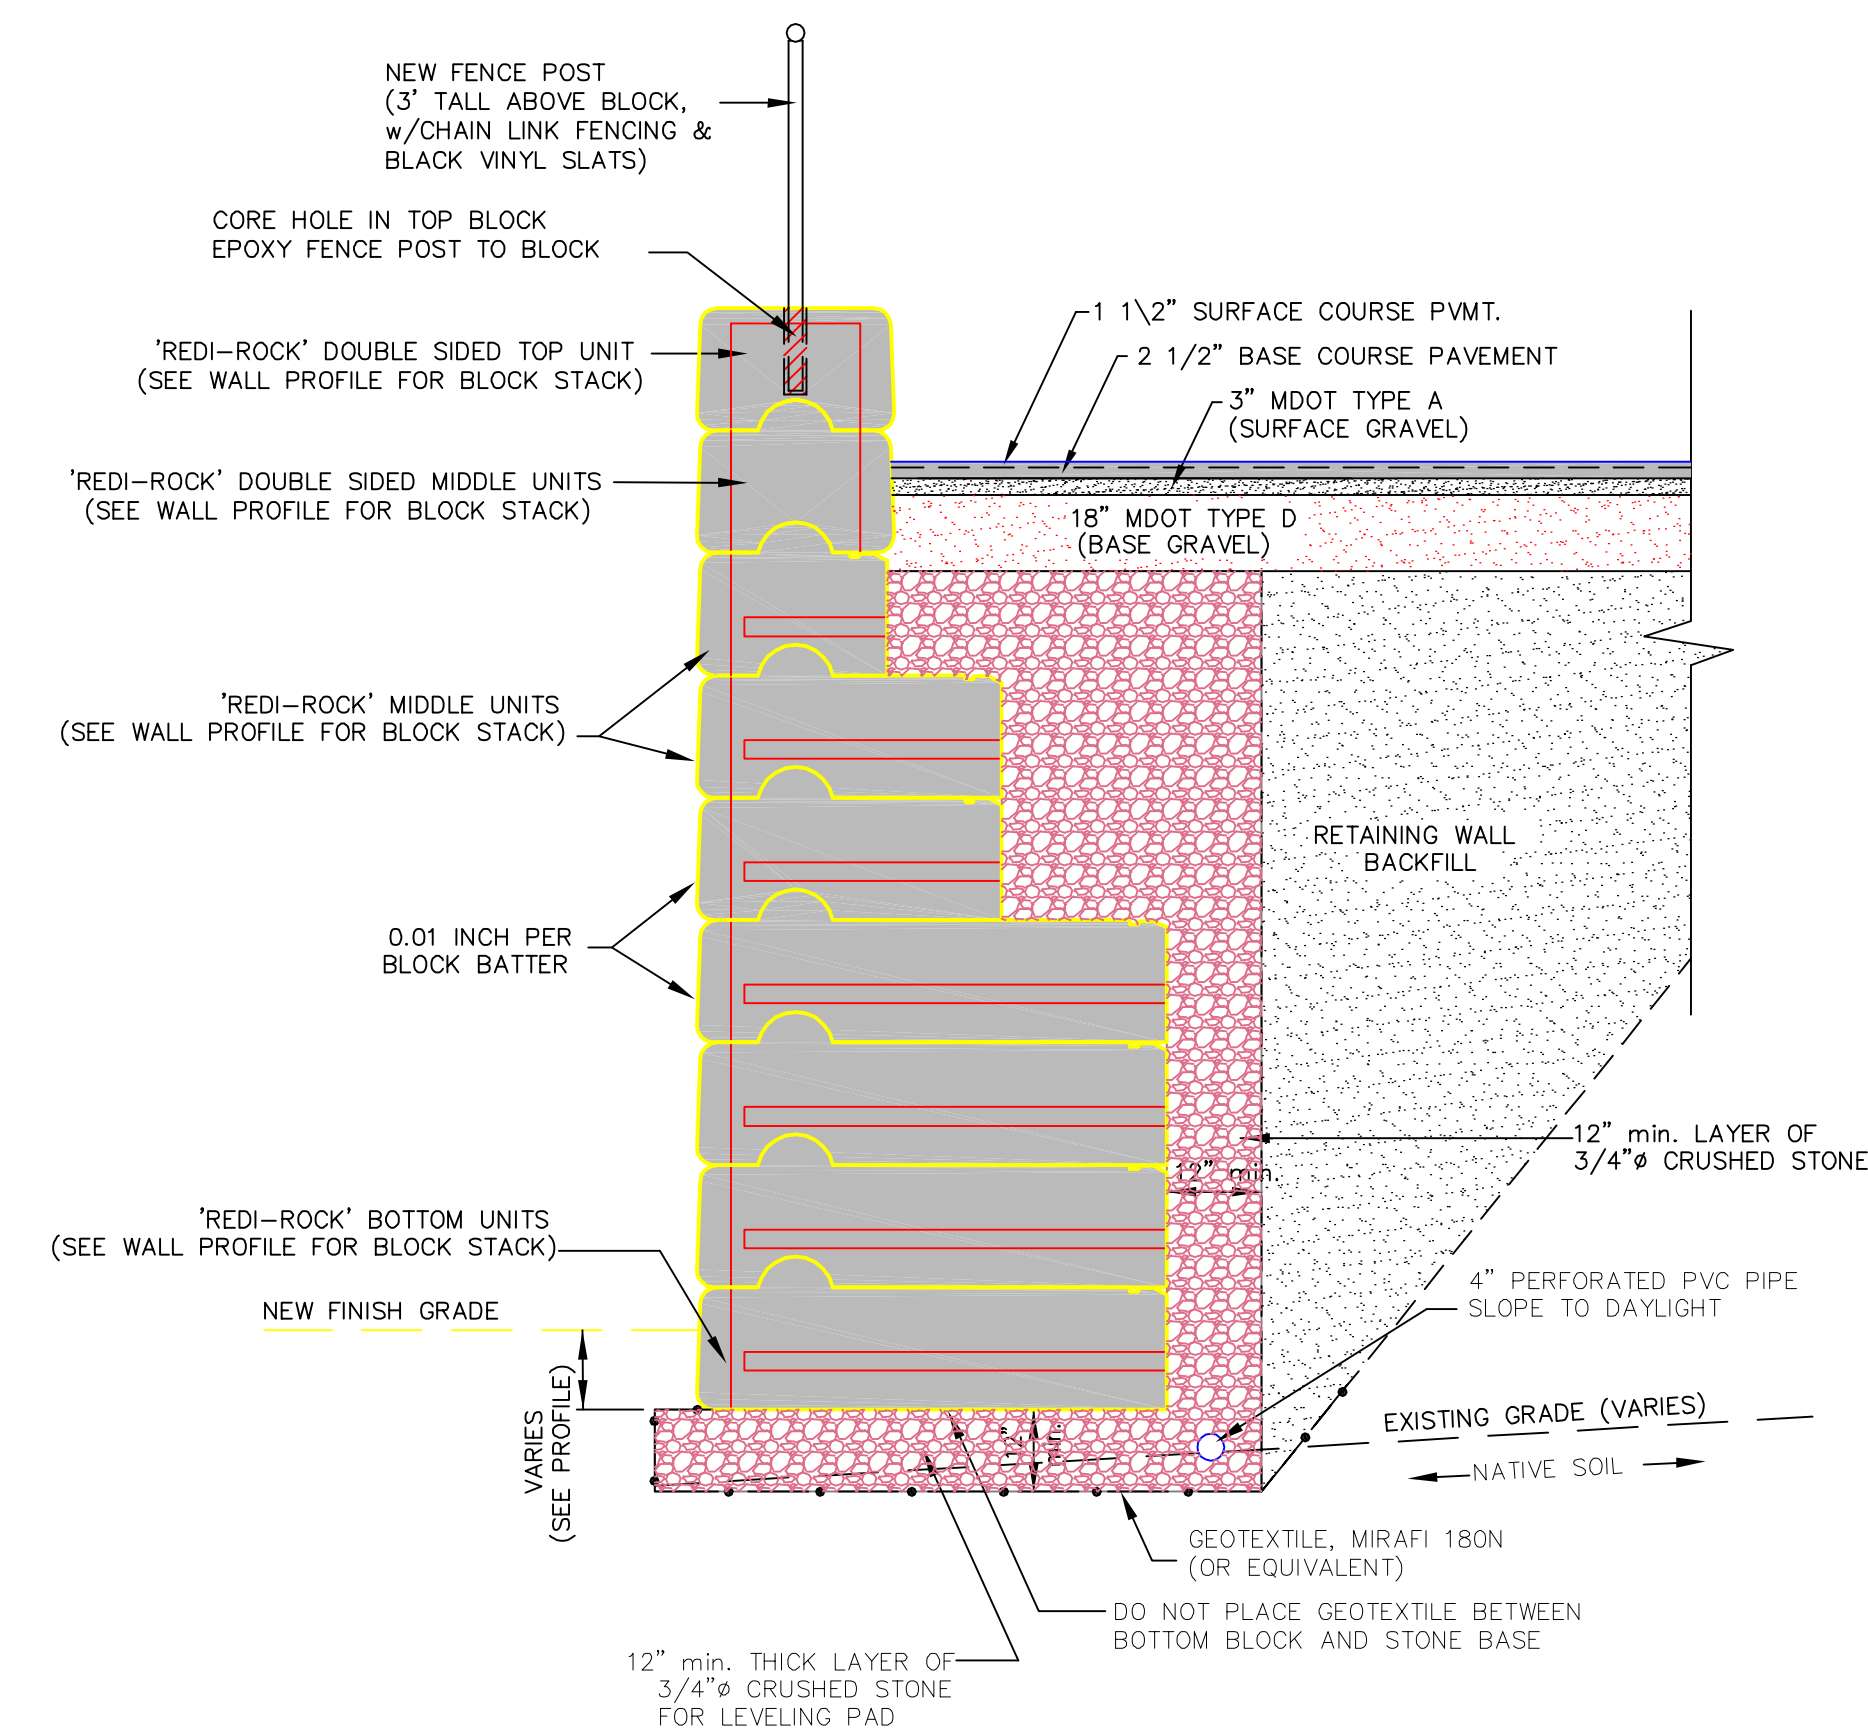 NEW FENCE POST
(3' TALL ABOVE BLOCK,
w/CHAIN LINK FENCING &
BLACK VINYL SLATS)
CORE HOLE IN TOP BLOCK
EPOXY FENCE POST TO BLOCK
'REDI-ROCK' DOUBLE SIDED TOP UNIT
(SEE WALL PROFILE FOR BLOCK STACK)
'REDI-ROCK' DOUBLE SIDED MIDDLE UNITS
(SEE WALL PROFILE FOR BLOCK STACK)
'REDI-ROCK' MIDDLE UNITS
(SEE WALL PROFILE FOR BLOCK STACK)
0.01 INCH PER
BLOCK BATTER
'REDI-ROCK' BOTTOM UNITS
(SEE WALL PROFILE FOR BLOCK STACK)
NEW FINISH GRADE
VARIES
(SEE PROFILE)
1 1\2" SURFACE COURSE PVMT.
2 1/2" BASE COURSE PAVEMENT
3" MDOT TYPE A
(SURFACE GRAVEL)
18" MDOT TYPE D
(BASE GRAVEL)
RETAINING WALL
BACKFILL
12" min. LAYER OF
3/4"ø CRUSHED STONE
12" min.
4" PERFORATED PVC PIPE
SLOPE TO DAYLIGHT
EXISTING GRADE (VARIES)
NATIVE SOIL
12"
min.
GEOTEXTILE, MIRAFI 180N
(OR EQUIVALENT)
DO NOT PLACE GEOTEXTILE BETWEEN
BOTTOM BLOCK AND STONE BASE
12" min. THICK LAYER OF
3/4"ø CRUSHED STONE
FOR LEVELING PAD